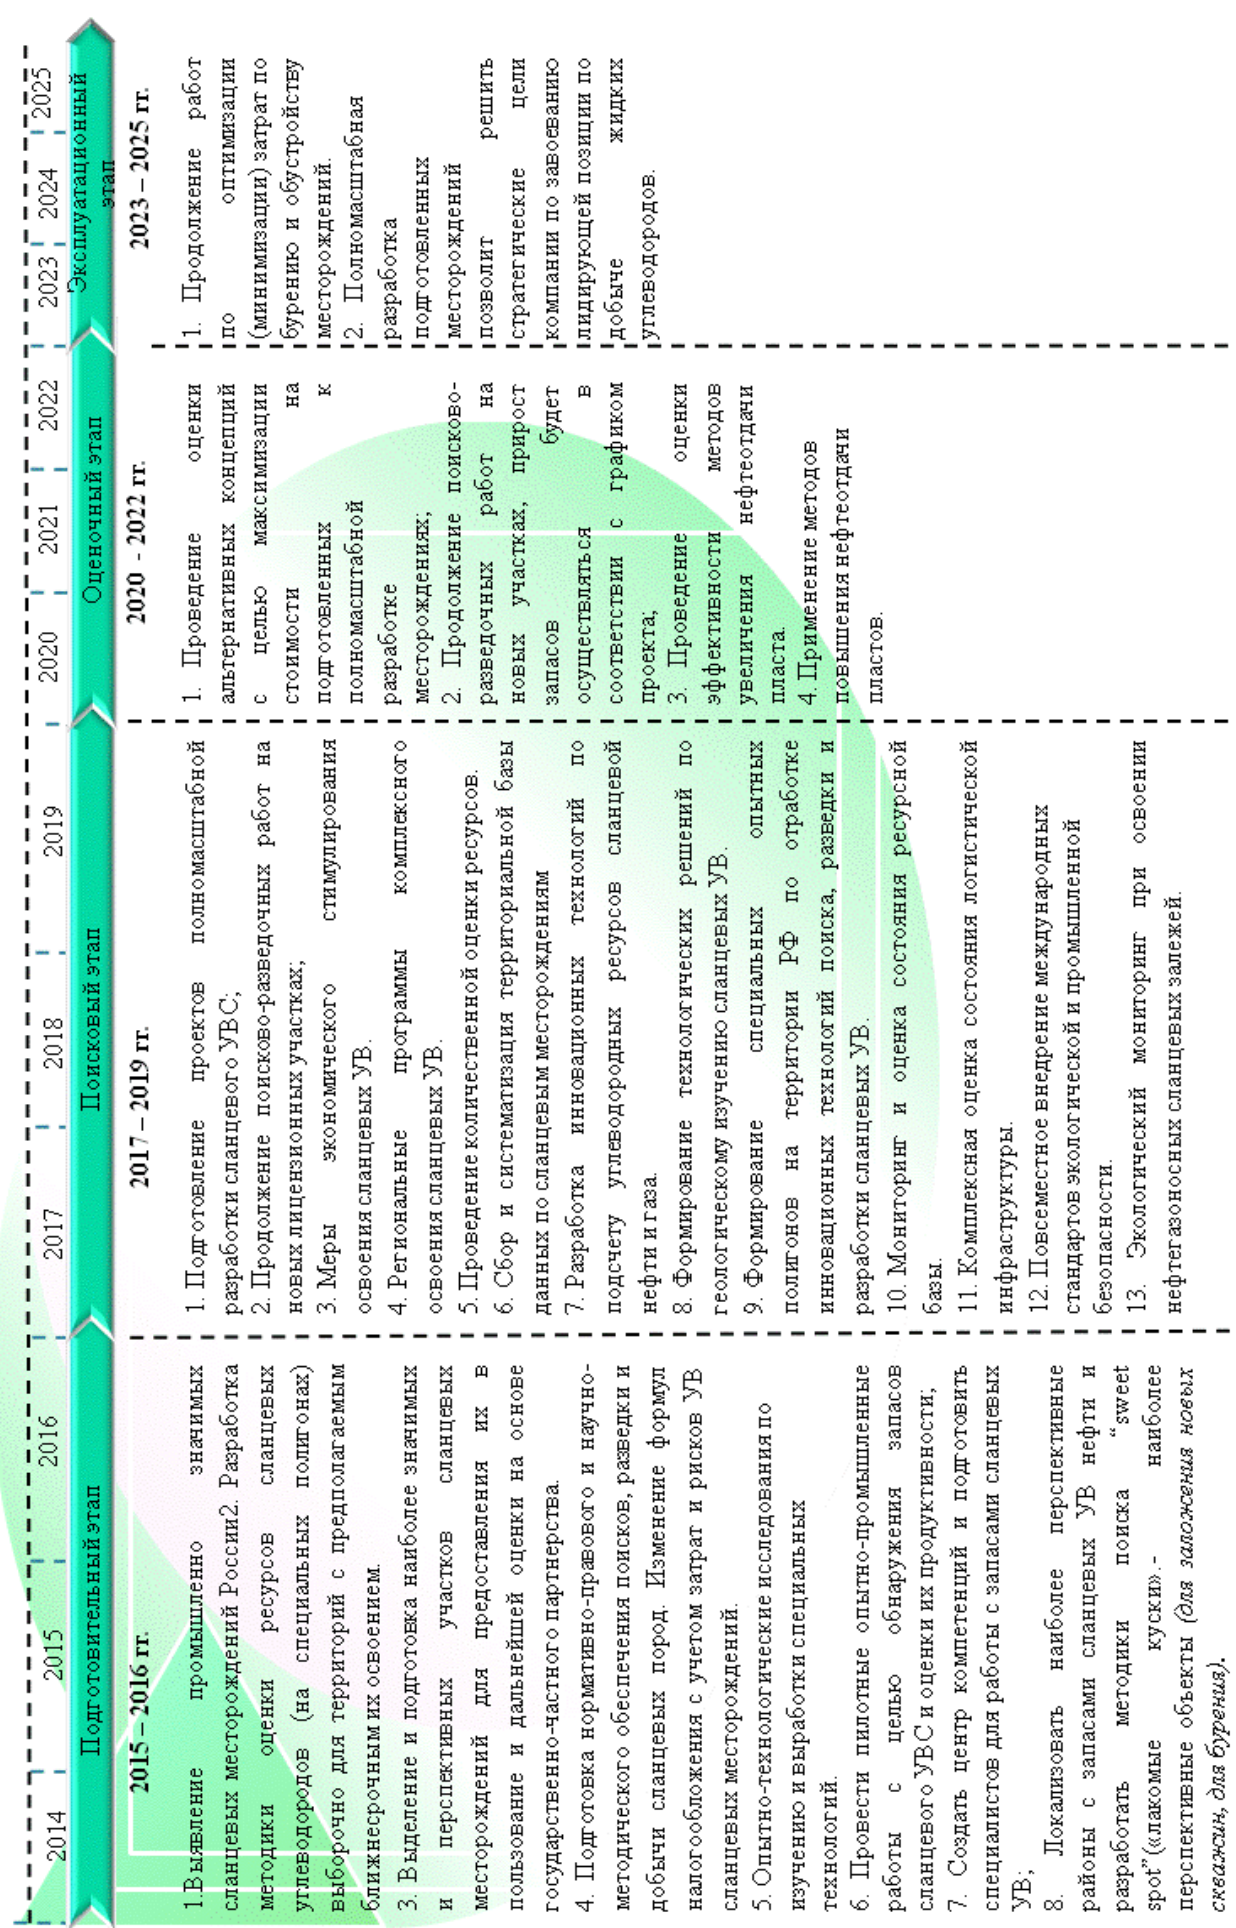 2014 2015 2016 2017 2018 2019 2020 2021 2022 2023 2024 2025
Подготовительный этап
2015 – 2016 гг.
1.Выявление промышленно значимых
сланцевых месторождений России2. Разработка
методики оценки ресурсов сланцевых
углеводородов (на специальных полигонах)
выборочно для территорий с предполагаемым
ближнесрочным их освоением.
3. Выделение и подготовка наиболее значимых
и перспективных участков сланцевых
месторождений для предоставления их в
пользование и дальнейшей оценки на основе
государственно-частного партнерства.
4. Подготовка нормативно-правового и научно-
методического обеспечения поисков, разведки и
добычи сланцевых пород. Изменение формул
налогообложения с учетом затрат и рисков УВ
сланцевых месторождений.
5. Опытно-технологические исследования по
изучению и выработки специальных
технологий.
6. Провести пилотные опытно-промышленные
работы с целью обнаружения запасов
сланцевого УВС и оценки их продуктивности;
7. Создать центр компетенций и подготовить
специалистов для работы с запасами сланцевых
УВ;
8. Локализовать наиболее перспективные
районы с запасами сланцевых УВ нефти и
разработать методики поиска “sweet
spot” («лакомые куски».- наиболее
перспективные объекты (для заложения новых
скважин, для бурения).
Поисковый этап
2017 – 2019 гг.
1. Подготовление проектов полномасштабной
разработки сланцевого УВС;
2. Продолжение поисково-разведочных работ на
новых лицензионных участках;
3. Меры экономического стимулирования
освоения сланцевых УВ.
4. Региональные программы комплексного
освоения сланцевых УВ.
5. Проведение количественной оценки ресурсов.
6. Сбор и систематизация территориальной базы
данных по сланцевым месторождениям
7. Разработка инновационных технологий по
подсчету углеводородных ресурсов сланцевой
нефти и газа.
8. Формирование технологических решений по
геологическому изучению сланцевых УВ.
9. Формирование специальных опытных
полигонов на территории РФ по отработке
инновационных технологий поиска, разведки и
разработки сланцевых УВ.
10. Мониторинг и оценка состояния ресурсной
базы.
11. Комплексная оценка состояния логистической
инфраструктуры.
12. Повсеместное внедрение международных
стандартов экологической и промышленной
безопасности.
13. Экологический мониторинг при освоении
нефтегазоносных сланцевых залежей.
Оценочный этап
2020 - 2022 гг.
1. Проведение оценки
альтернативных концепций
с целью максимизации
стоимости на
подготовленных к
полномасштабной
разработке
месторождениях;
2. Продолжение поисково-
разведочных работ на
новых участках, прирост
запасов будет
осуществляться в
соответствии с графиком
проекта;
3. Проведение оценки
эффективности методов
увеличения нефтеотдачи
пласта.
4. Применение методов
повышения нефтеотдачи
пластов.
Эксплуатационный
этап
2023 – 2025 гг.
1. Продолжение работ
по оптимизации
(минимизации) затрат по
бурению и обустройству
месторождений.
2. Полномасштабная
разработка
подготовленных
месторождений
позволит решить
стратегические цели
компании по завоеванию
лидирующей позиции по
добыче жидких
углеводородов.